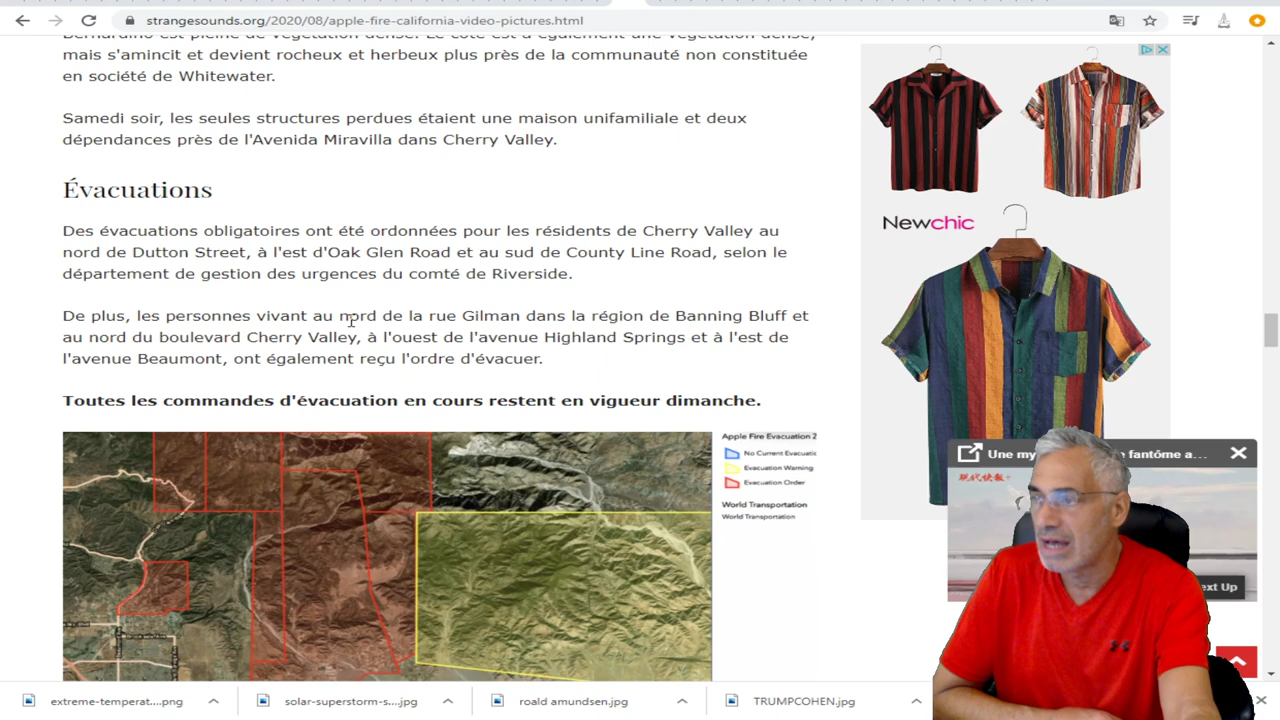 strangesounds.org/2020/08/apple-fire-california-video-pictures.html
mais s'amincit et devient rocheux et herbeux plus près de la communauté non constituée
en société de Whitewater.
Samedi soir, les seules structures perdues étaient une maison unifamiliale et deux
dépendances près de l'Avenida Miravilla dans Cherry Valley.
Évacuations
Des évacuations obligatoires ont été ordonnées pour les résidents de Cherry Valley au
nord de Dutton Street, à l'est d'Oak Glen Road et au sud de County Line Road, selon le
département de gestion des urgences du comté de Riverside.
De plus, les personnes vivant au nord de la rue Gilman dans la région de Banning Bluff et
au nord du boulevard Cherry Valley, à l'ouest de l'avenue Highland Springs et à l'est de
l'avenue Beaumont, ont également reçu l'ordre d'évacuer.
Toutes les commandes d'évacuation en cours restent en vigueur dimanche.
Apple Fire Evacuation 2
No Current Evacuatic
Evacuation Warning
Evacuation Order
World Transportation
World Transportation
Newchic
Une my fantôme a...
ext Up
extreme-temperat....png
solar-superstorm-s....jpg
roald amundsen.jpg
TRUMPCOHEN.jpg